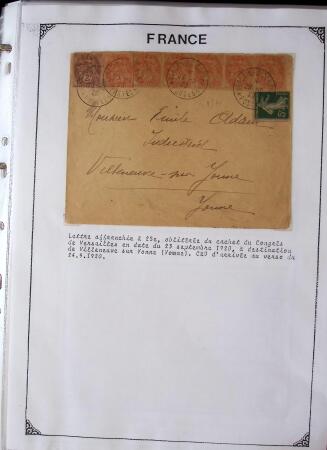 FRANCE
Monsieur Emile Adam
Industriel
Villeneuve-sur-Yonne
Yonne
Lettre affranchie à 25c, oblitérée du cachet du Congrès
de Versailles en date du 23 septembre 1920, à destination
de Villeneuve sur Yonne (Yonne). CàD d'arrivée au verso du
24.9.1920.